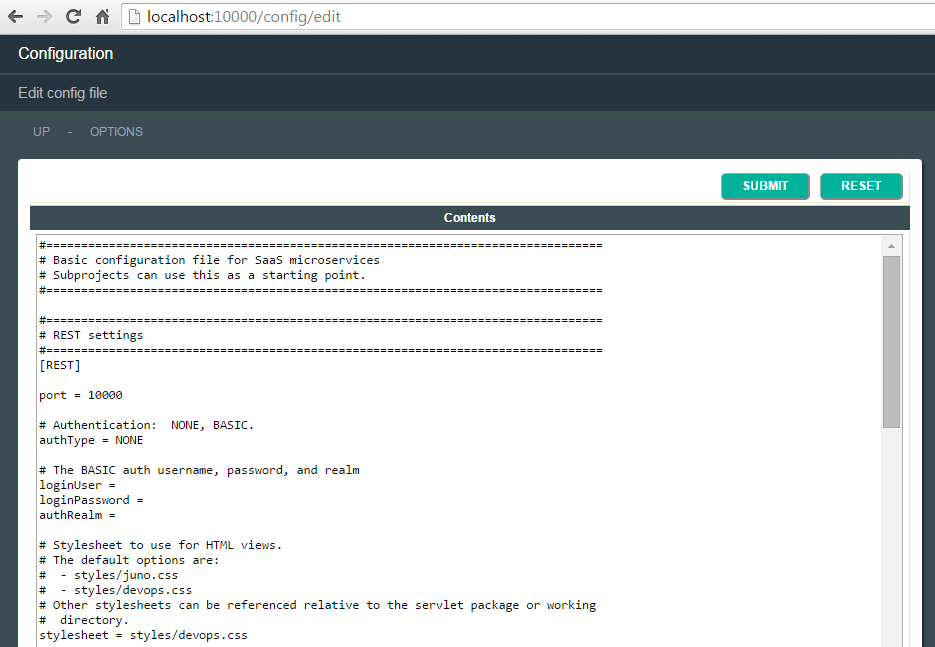 localhost:10000/config/edit
Configuration
Edit config file
UP - OPTIONS
SUBMIT RESET
Contents
#================================================================================
# Basic configuration file for SaaS microservices
# Subprojects can use this as a starting point.
#================================================================================
#================================================================================
# REST settings
#================================================================================
[REST]
port = 10000
# Authentication:  NONE, BASIC.
authType = NONE
# The BASIC auth username, password, and realm
loginUser =
loginPassword =
authRealm =
# Stylesheet to use for HTML views.
# The default options are:
#  - styles/juno.css
#  - styles/devops.css
# Other stylesheets can be referenced relative to the servlet package or working
#  directory.
stylesheet = styles/devops.css